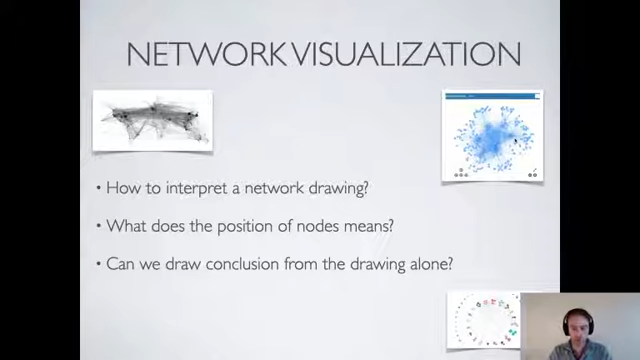 NETWORK VISUALIZATION
• How to interpret a network drawing?
• What does the position of nodes means?
• Can we draw conclusion from the drawing alone?